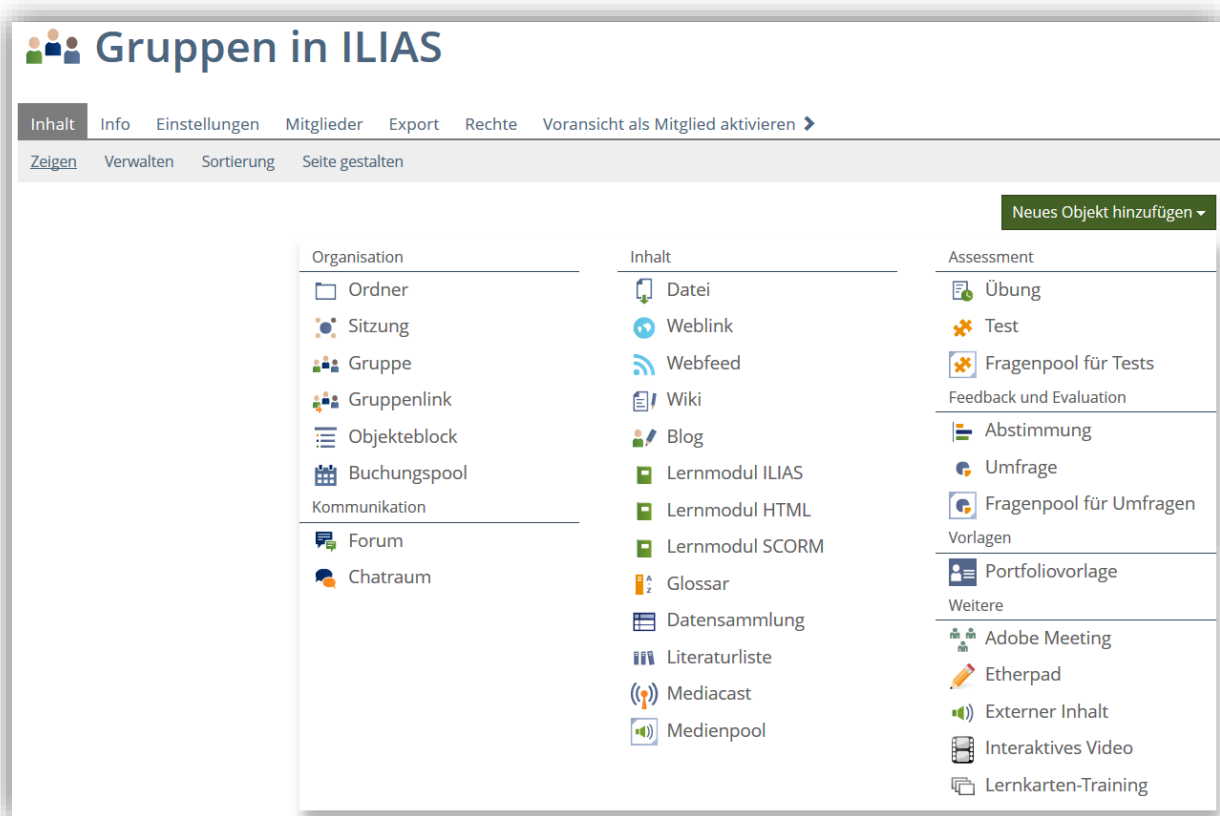 Gruppen in ILIAS
Inhalt Info Einstellungen Mitglieder Export Rechte Voransicht als Mitglied aktivieren
Zeigen Verwalten Sortierung Seite gestalten
Neues Objekt hinzufügen
Organisation
Ordner
Sitzung
Gruppe
Gruppenlink
Objekteblock
Buchungspool
Kommunikation
Forum
Chatraum
Inhalt
Datei
Weblink
Webfeed
Wiki
Blog
Lernmodul ILIAS
Lernmodul HTML
Lernmodul SCORM
Glossar
Datensammlung
Literaturliste
Mediacast
Medienpool
Assessment
Übung
Test
Fragenpool für Tests
Feedback und Evaluation
Abstimmung
Umfrage
Fragenpool für Umfragen
Vorlagen
Portfoliovorlage
Weitere
Adobe Meeting
Etherpad
Externer Inhalt
Interaktives Video
Lernkarten-Training